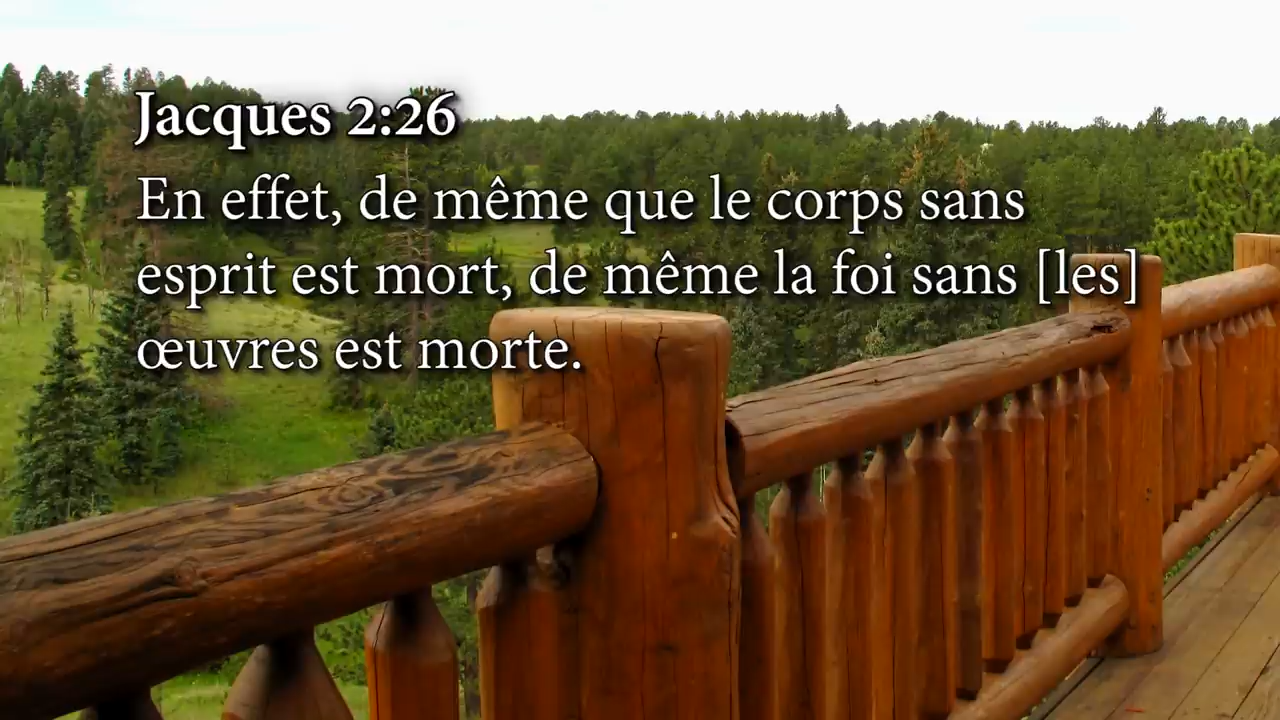 Jacques 2:26
En effet, de même que le corps sans
esprit est mort, de même la foi sans [les]
œuvres est morte.